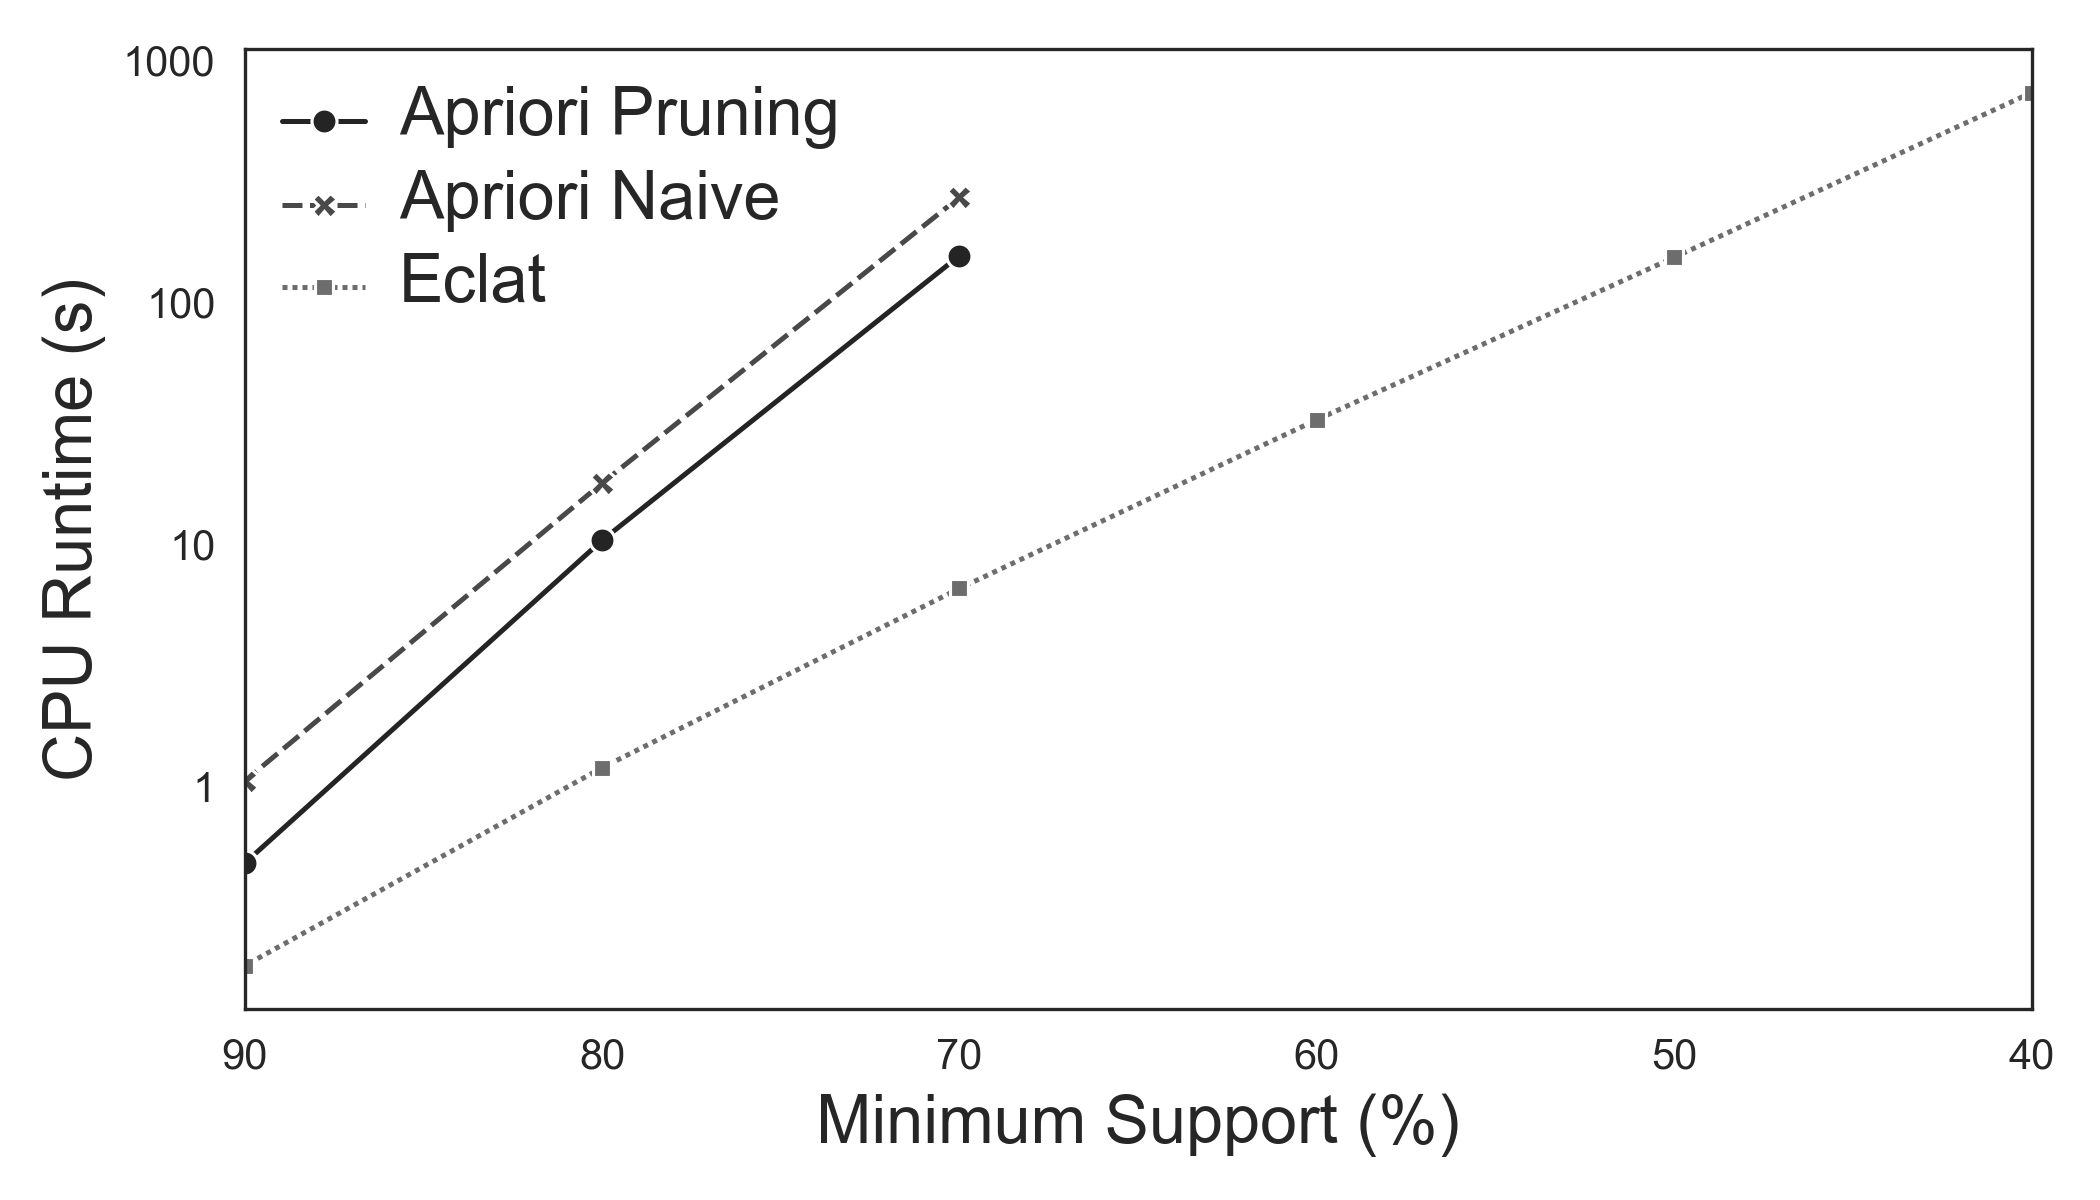 1000
100
10
1
CPU Runtime (s)
Apriori Pruning
Apriori Naive
Eclat
90 80 70 60 50 40
Minimum Support (%)